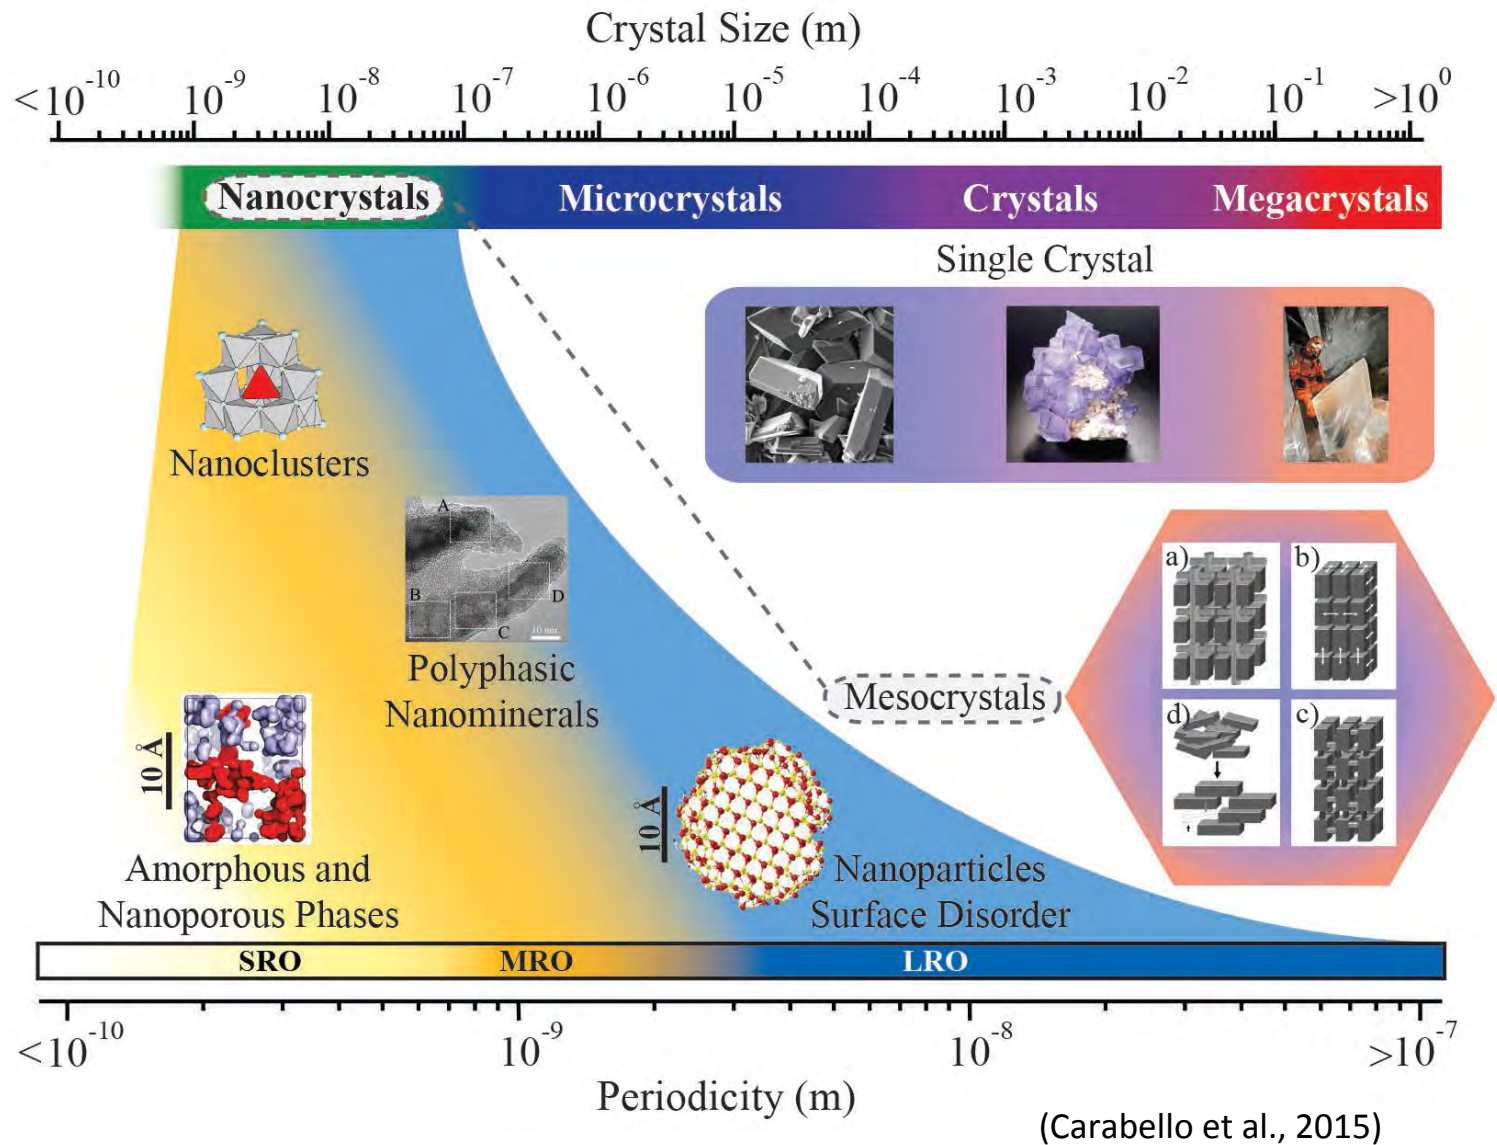 Crystal Size (m)
<10^-10 10^-9 10^-8 10^-7 10^-6 10^-5 10^-4 10^-3 10^-2 10^-1 >10^0
Nanocrystals Microcrystals Crystals Megacrystals
Single Crystal
Nanoclusters
A
B
C
D
10 nm
Polyphasic
Nanominerals
a)
b)
d)
c)
Mesocrystals
10 Å
Amorphous and
Nanoporous Phases
10 Å
Nanoparticles
Surface Disorder
SRO MRO LRO
<10^-10 10^-9 10^-8 >10^-7
Periodicity (m)
(Carabello et al., 2015)